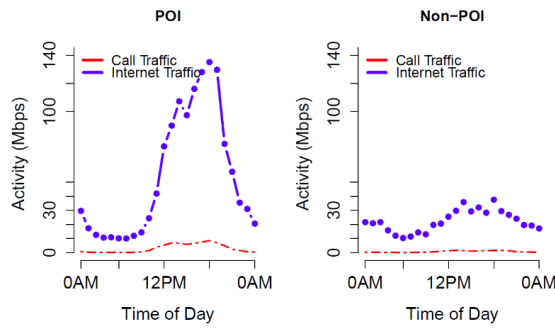 POI
Non-POI
Call Traffic
Internet Traffic
Call Traffic
Internet Traffic
Activity (Mbps)
140
100
30
0
Activity (Mbps)
140
100
30
0
0AM
12PM
0AM
0AM
12PM
0AM
Time of Day
Time of Day